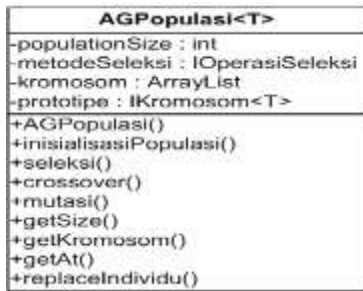 AGPopulasi<T>
-populationSize : int
-metodeSeleksi : IOperasiSeleksi
-kromosom : ArrayList
-prototipe : IKromosom<T>
+AGPopulasi()
+inisialisasiPopulasi()
+seleksi()
+crossover()
+mutasi()
+getSize()
+getKromosom()
+getAt()
+replaceIndividu()